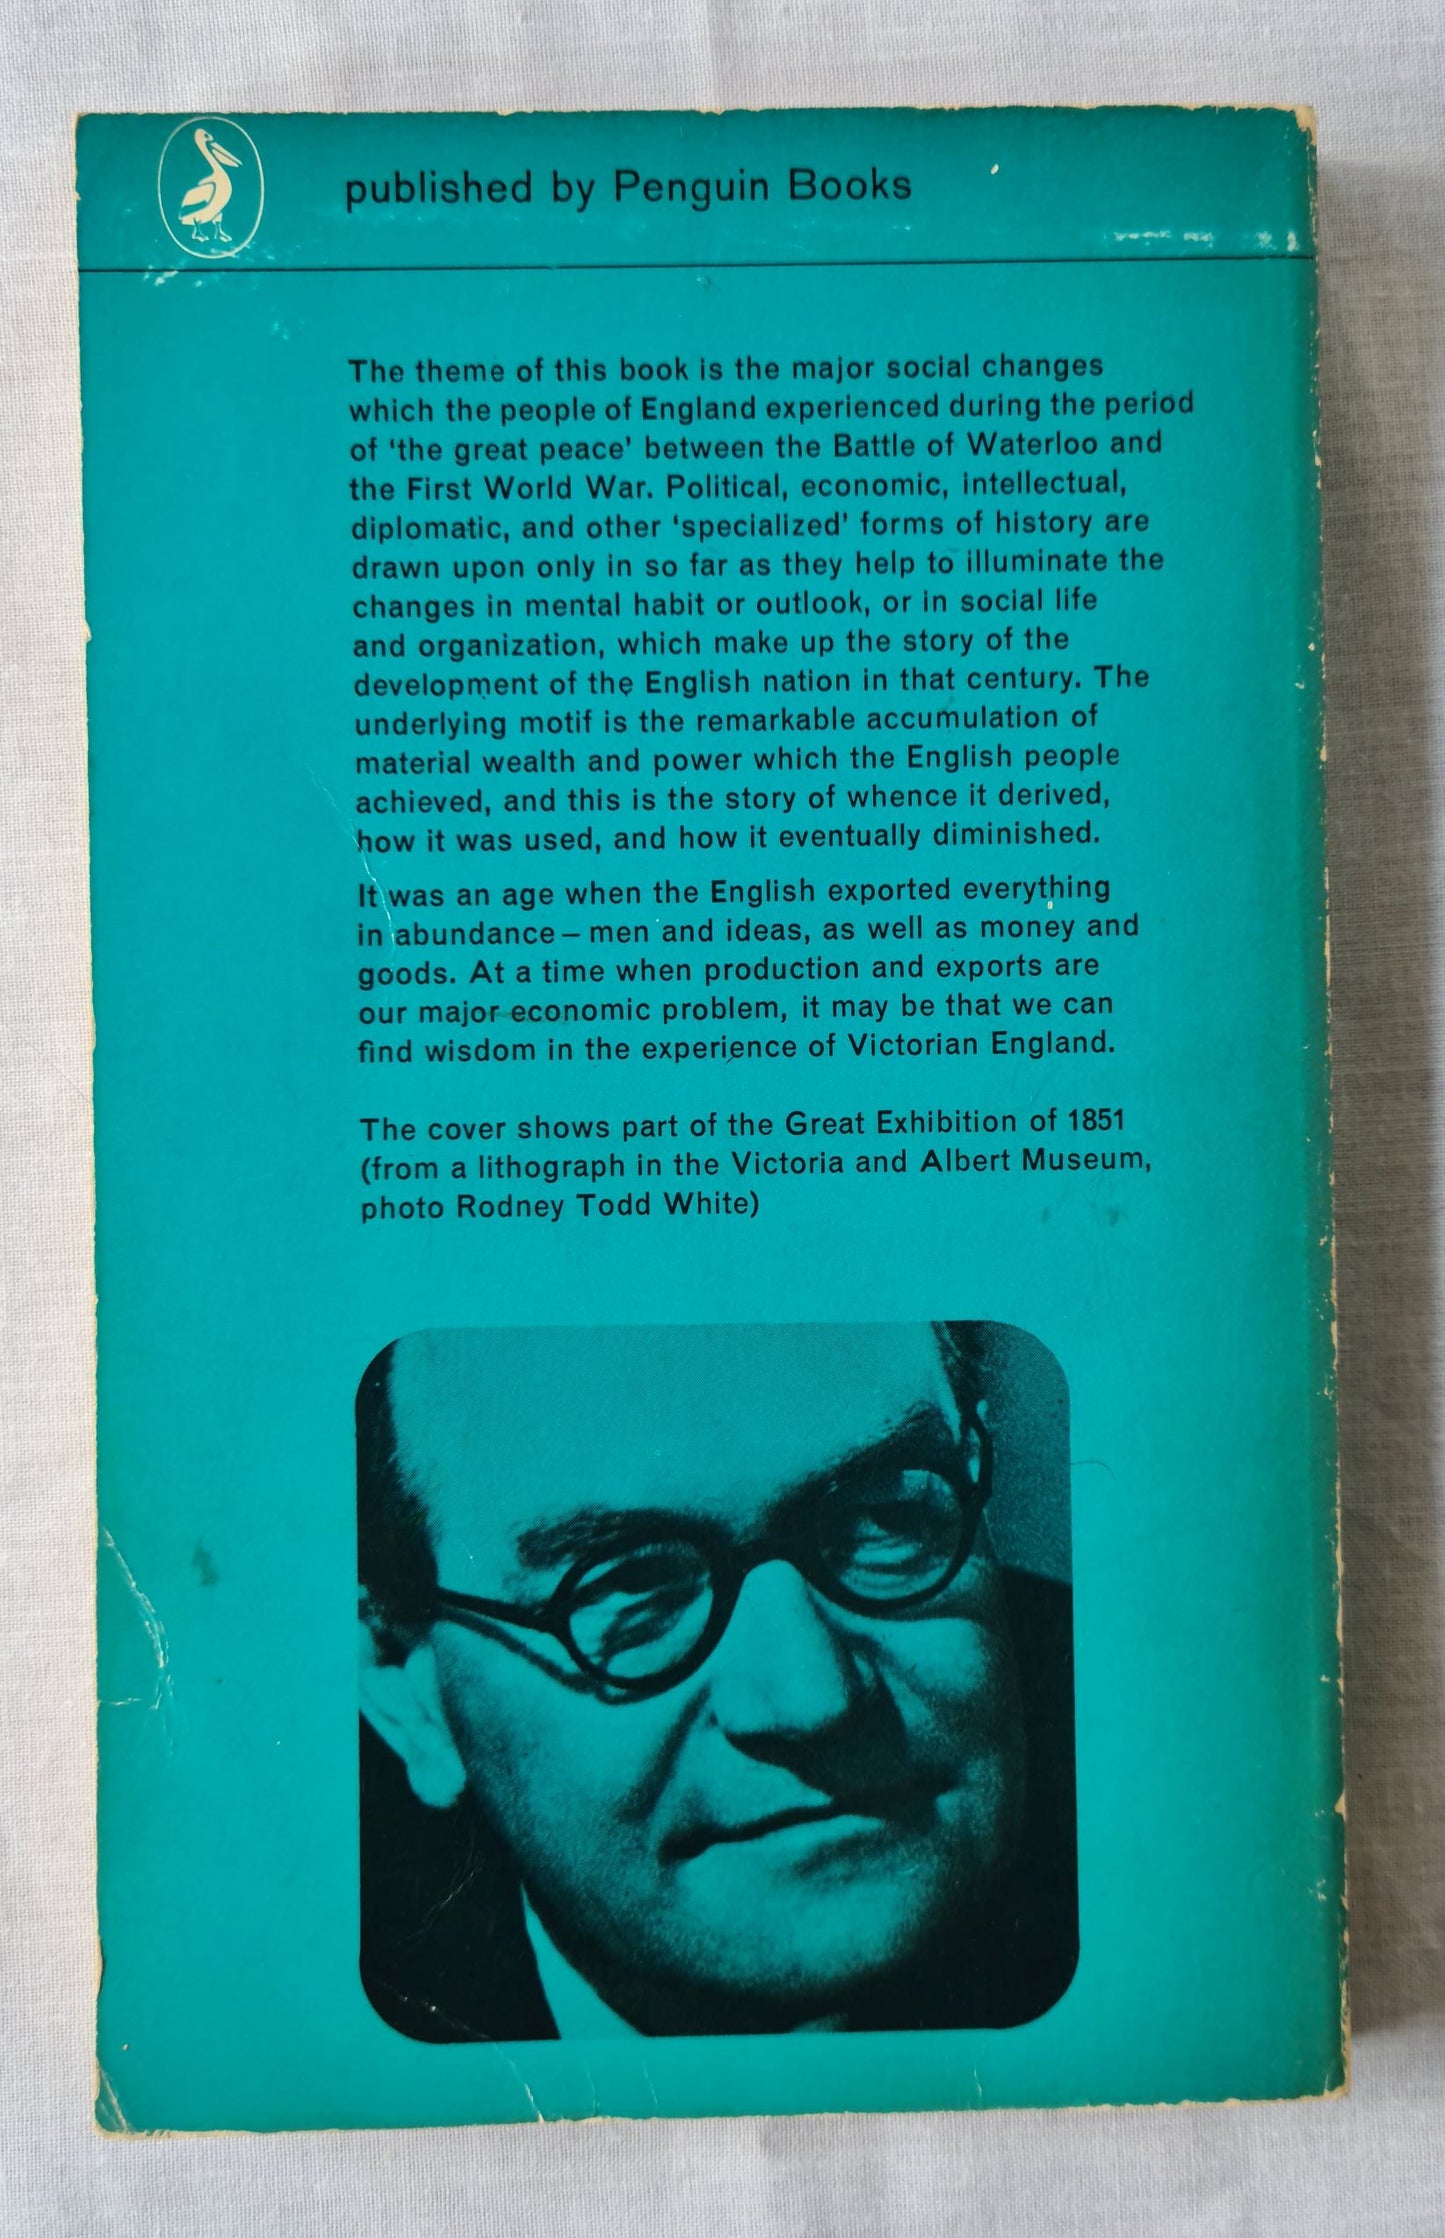 published by Penguin Books
The theme of this book is the major social changes
which the people of England experienced during the period
of ‘the great peace’ between the Battle of Waterloo and
the First World War. Political, economic, intellectual,
diplomatic, and other ‘specialized’ forms of history are
drawn upon only in so far as they help to illuminate the
changes in mental habit or outlook, or in social life
and organization, which make up the story of the
development of the English nation in that century. The
underlying motif is the remarkable accumulation of
material wealth and power which the English people
achieved, and this is the story of whence it derived,
how it was used, and how it eventually diminished.
It was an age when the English exported everything
in abundance – men and ideas, as well as money and
goods. At a time when production and exports are
our major economic problem, it may be that we can
find wisdom in the experience of Victorian England.
The cover shows part of the Great Exhibition of 1851
(from a lithograph in the Victoria and Albert Museum,
photo Rodney Todd White)